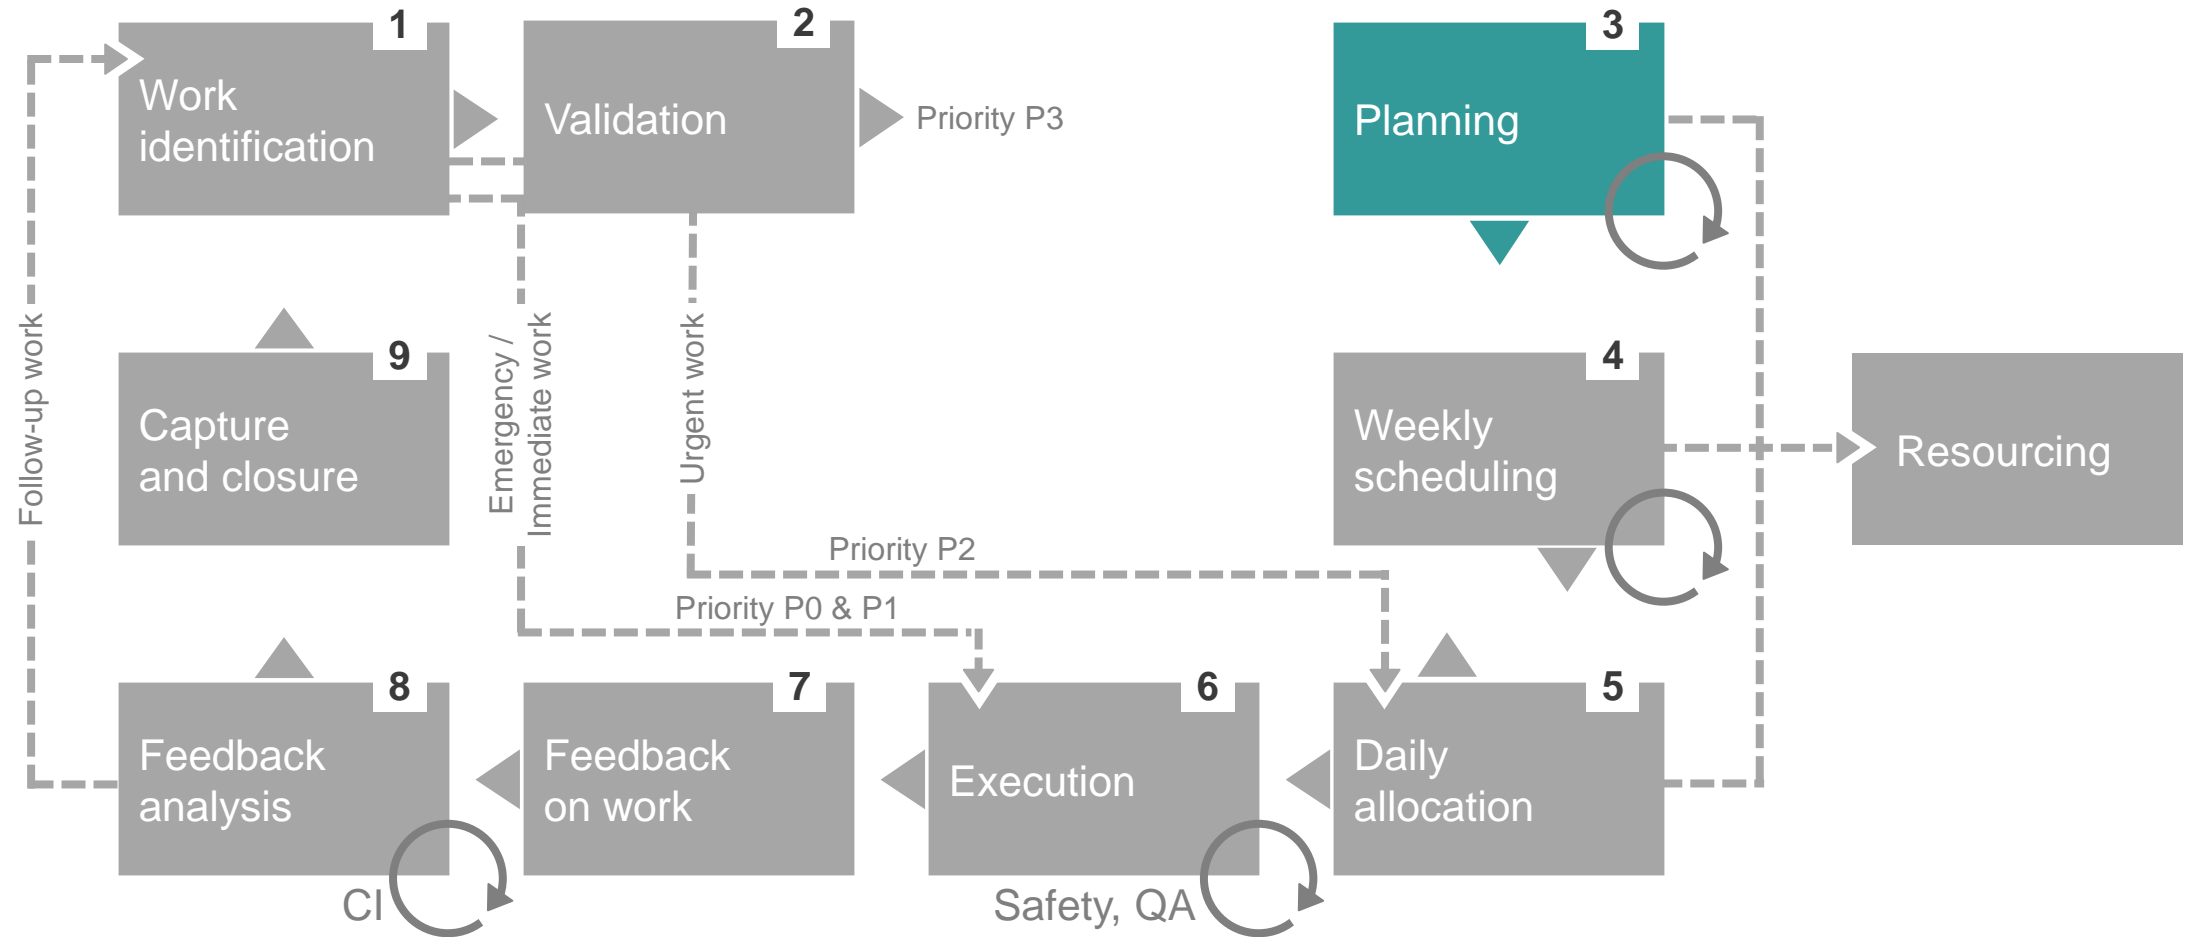 1
Work
identification
2
Validation
Priority P3
3
Planning
Follow-up work
9
Capture
and closure
Emergency /
Immediate work
Urgent work
4
Weekly
scheduling
Resourcing
Priority P2
Priority P0 & P1
8
Feedback
analysis
CI
7
Feedback
on work
6
Execution
Safety, QA
5
Daily
allocation